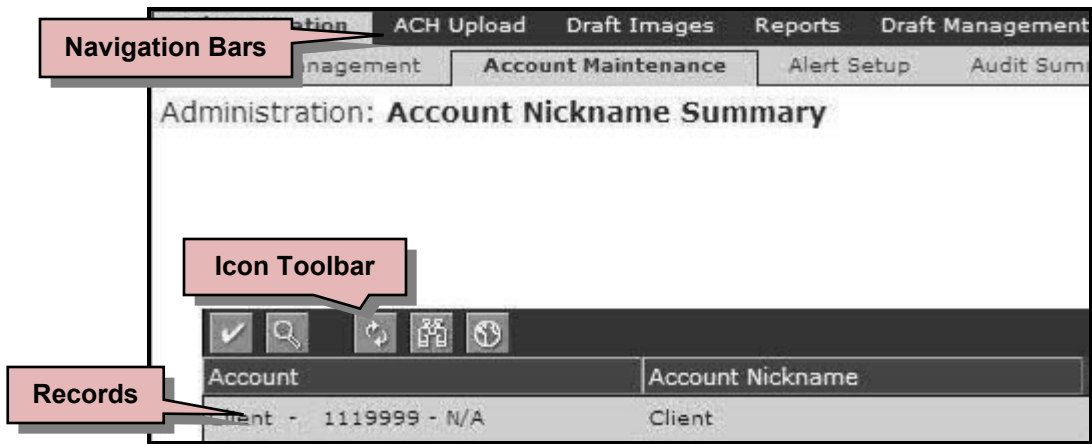 Navigation Bars
ACH Upload Draft Images Reports Draft Management
Account Maintenance Alert Setup Audit
Administration: Account Nickname Summary
Icon Toolbar
Account Account Nickname
Records
- 1119999 - N/A Client